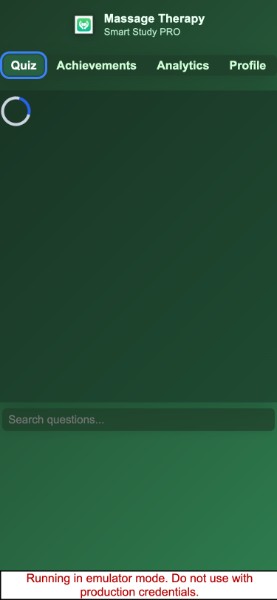 Massage Therapy
Smart Study PRO
Quiz Achievements Analytics Profile
Search questions...
Running in emulator mode. Do not use with
production credentials.